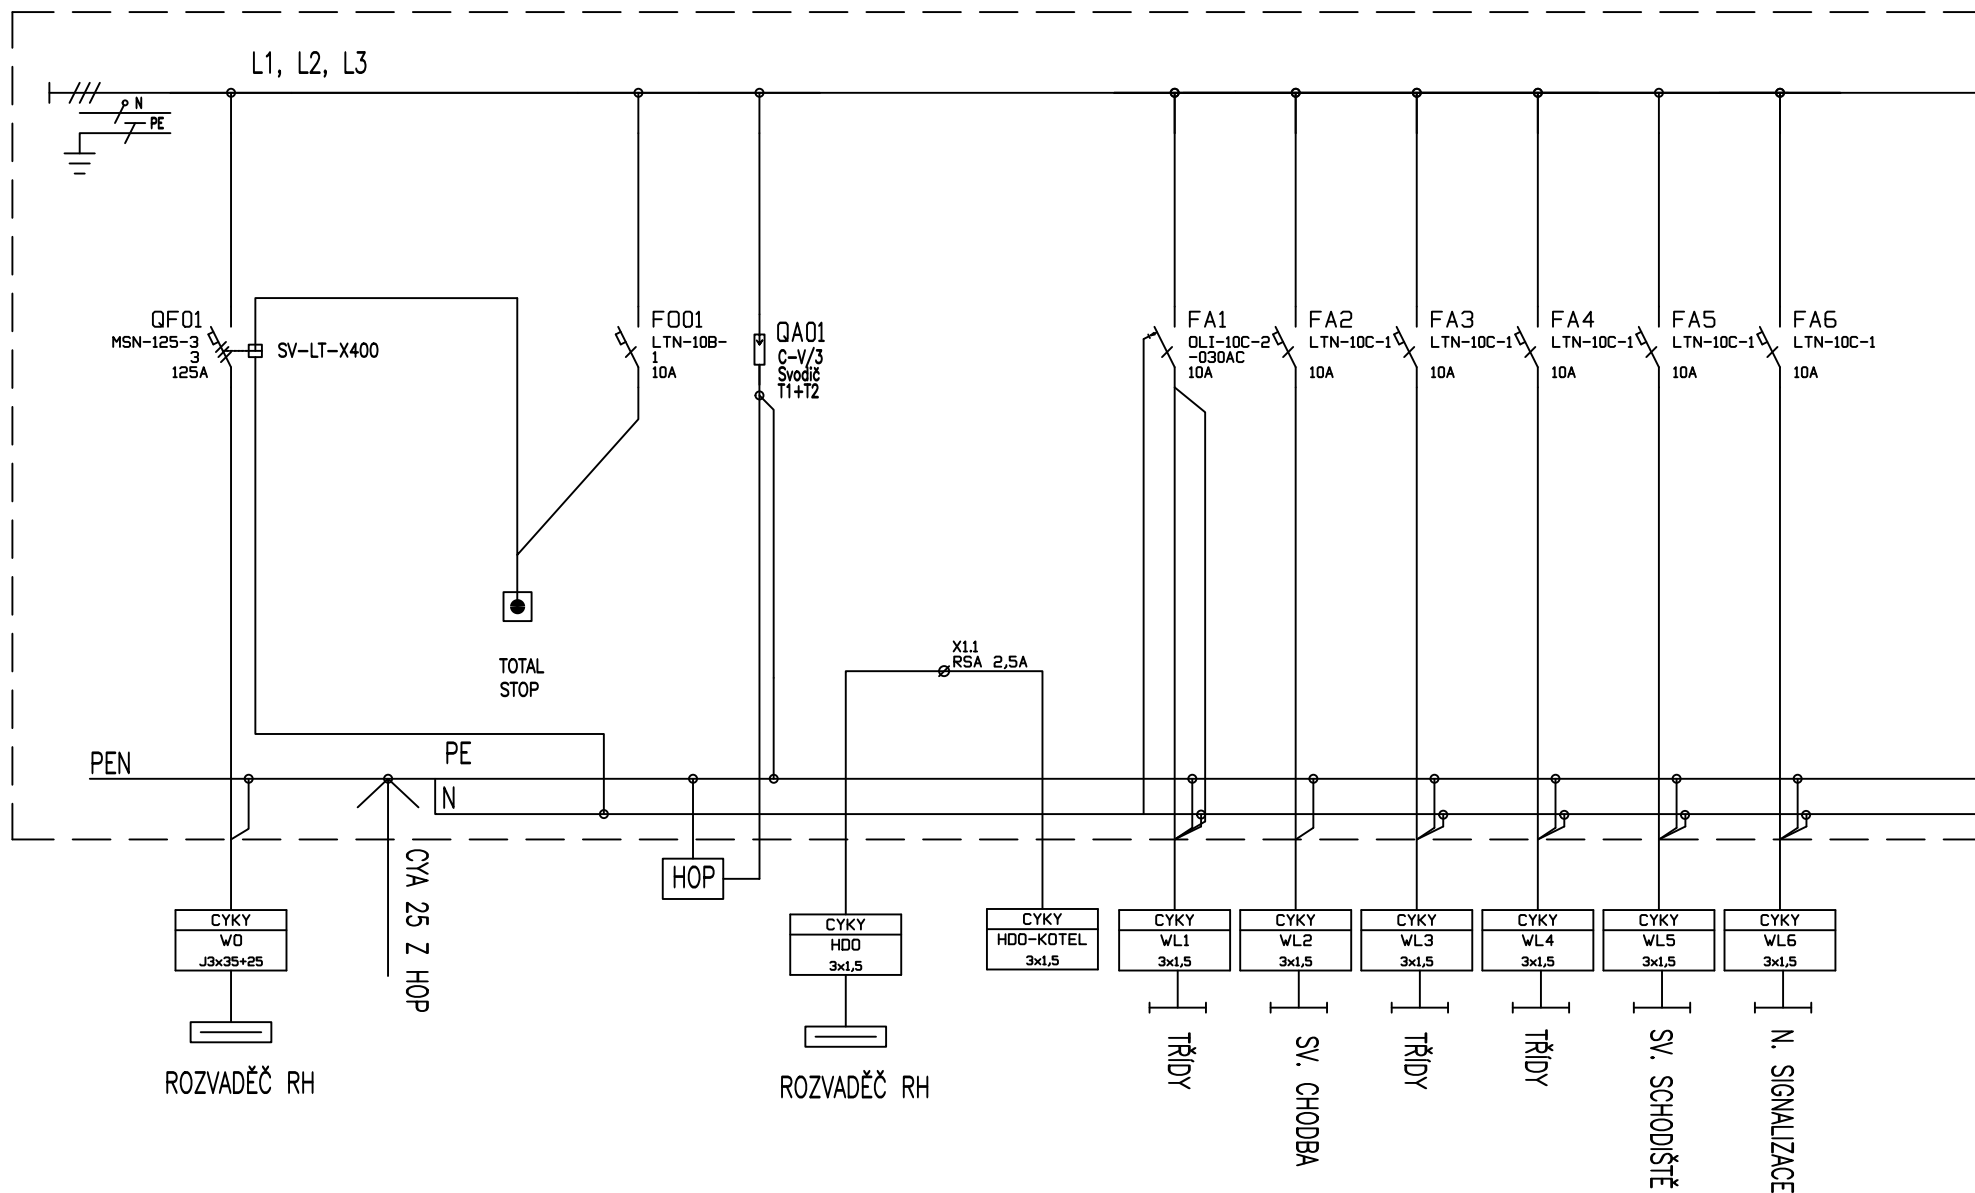 L1, L2, L3
N
PE
QF01
MSN-125-3
3
125A
SV-LT-X400
FO01
LTN-10B-
1
10A
QA01
C-V/3
Svodič
T1+T2
FA1
OLI-10C-2
-030AC
10A
FA2
LTN-10C-1
10A
FA3
LTN-10C-1
10A
FA4
LTN-10C-1
10A
FA5
LTN-10C-1
10A
FA6
LTN-10C-1
10A
TOTAL
STOP
X1.1
RSA 2,5A
PEN
PE
N
CYA 25 Z HOP
HOP
CYKY
WO
J3x35+25
ROZVADĚČ RH
CYKY
HDO
3x1,5
ROZVADĚČ RH
CYKY
HDO-KOTEL
3x1,5
CYKY
WL1
3x1,5
TŘÍDY
CYKY
WL2
3x1,5
SV. CHODBA
CYKY
WL3
3x1,5
TŘÍDY
CYKY
WL4
3x1,5
TŘÍDY
CYKY
WL5
3x1,5
SV. SCHODIŠTĚ
CYKY
WL6
3x1,5
N. SIGNALIZACE